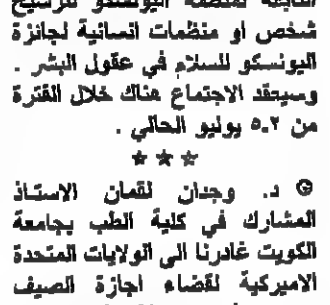 التابعة لمنظمة اليونسكو لترشيح
شخص او منظمات انسانية لجائزة
اليونسكو للسلام في عقول البشر .
وسيعقد الاجتماع هناك خلال الفترة
من ٢ـ٥ يوليو الحالي .
★ ★ ★
د. وجدان لقمان الاستاذ
المشارك في كلية الطب بجامعة
الكويت غادرنا الى الولايات المتحدة
الاميركية لقضاء اجازة الصيف